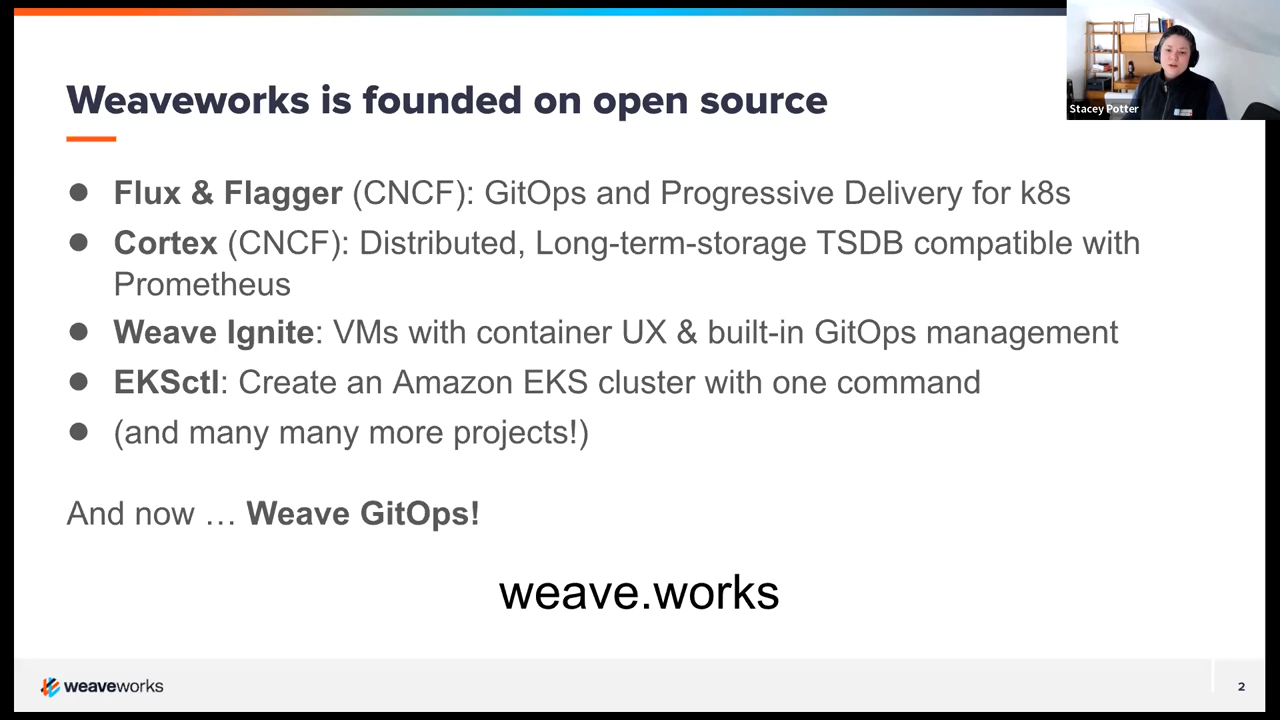 Weaveworks is founded on open source
Stacey Potter
● Flux & Flagger (CNCF): GitOps and Progressive Delivery for k8s
● Cortex (CNCF): Distributed, Long-term-storage TSDB compatible with
Prometheus
● Weave Ignite: VMs with container UX & built-in GitOps management
● EKSctl: Create an Amazon EKS cluster with one command
● (and many many more projects!)
And now … Weave GitOps!
weave.works
weaveworks
2